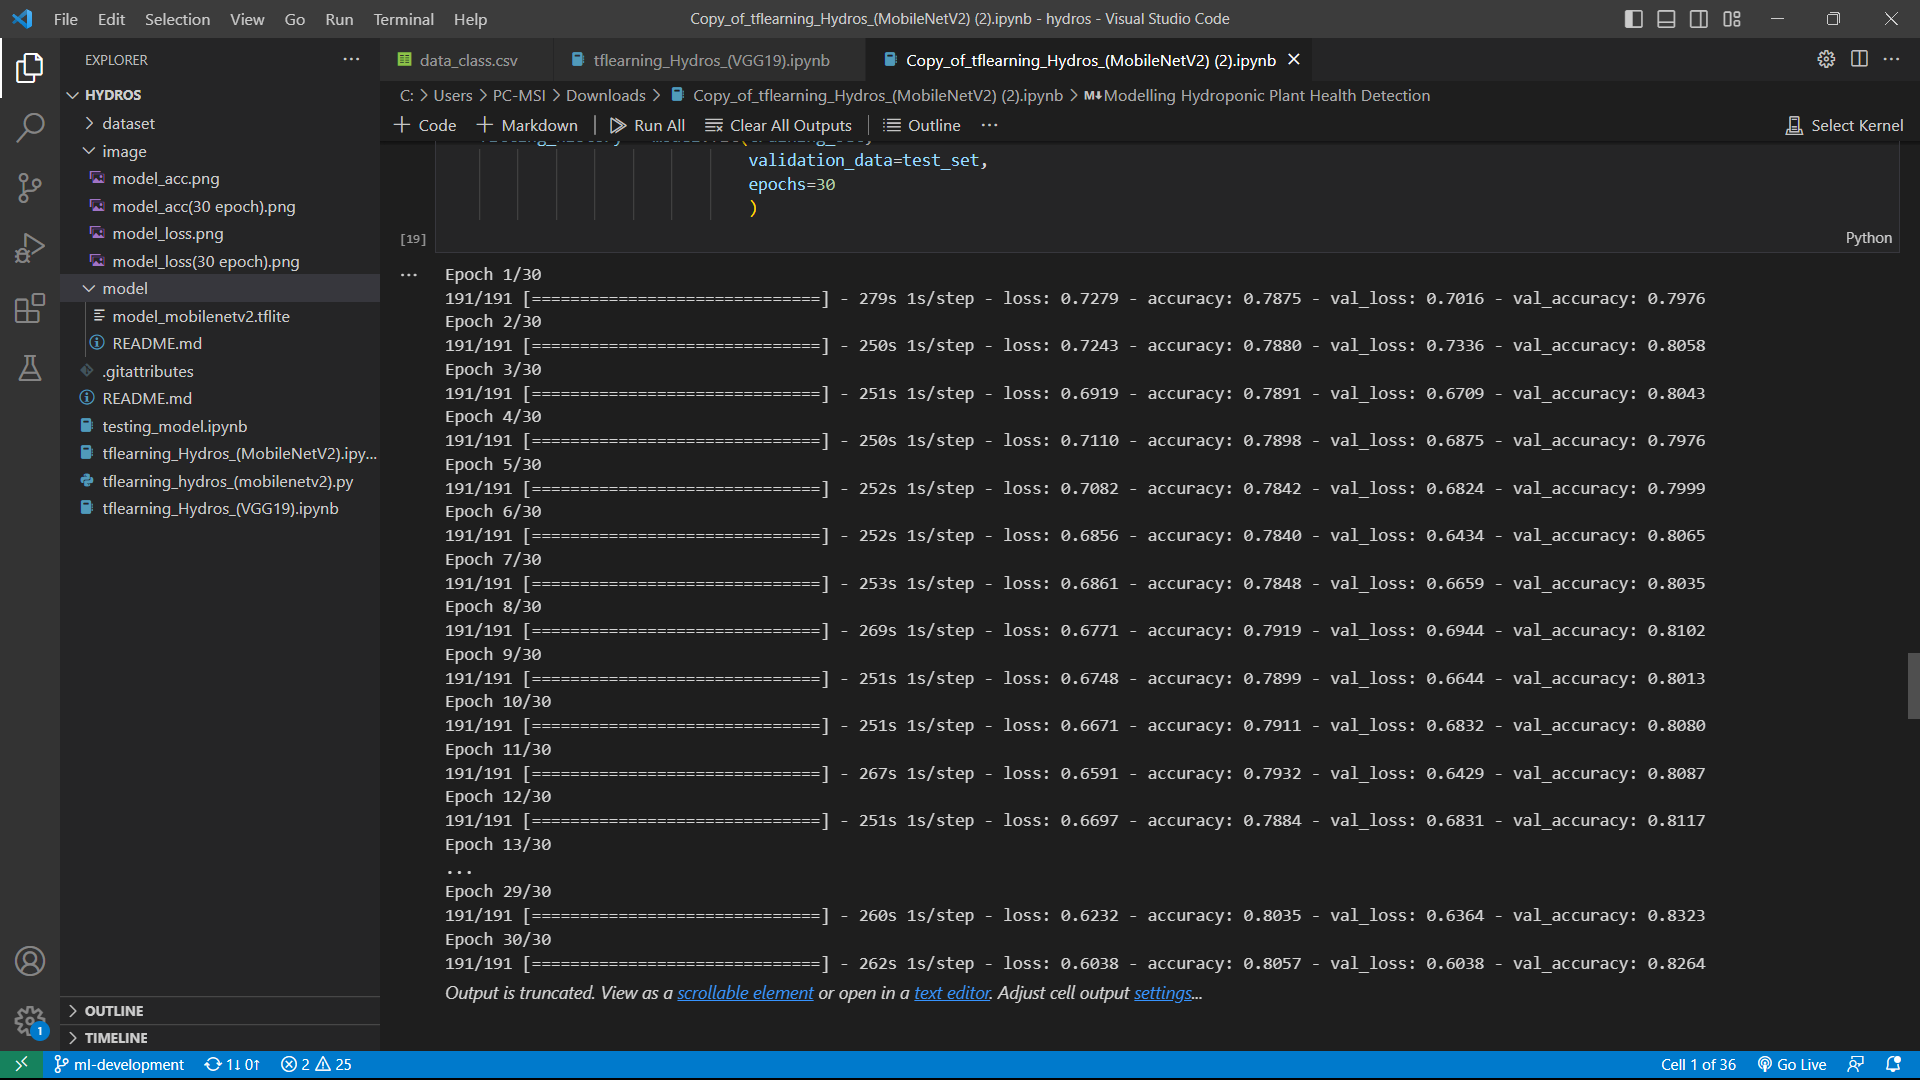 File Edit Selection View Go Run Terminal Help
Copy_of_tflearning_Hydros_(MobileNetV2) (2).ipynb - hydros - Visual Studio Code
EXPLORER
HYDROS
dataset
image
model_acc.png
model_acc(30 epoch).png
model_loss.png
model_loss(30 epoch).png
model
model_mobilenetv2.tflite
README.md
.gitattributes
README.md
testing_model.ipynb
tflearning_Hydros_(MobileNetV2).ipy...
tflearning_hydros_(mobilenetv2).py
tflearning_Hydros_(VGG19).ipynb
OUTLINE
TIMELINE
1
data_class.csv
tflearning_Hydros_(VGG19).ipynb
Copy_of_tflearning_Hydros_(MobileNetV2) (2).ipynb
C: > Users > PC-MSI > Downloads > Copy_of_tflearning_Hydros_(MobileNetV2) (2).ipynb > M↓Modelling Hydroponic Plant Health Detection
+ Code + Markdown | Run All Clear All Outputs | Outline ...
Select Kernel
validation_data=test_set,
epochs=30
)
[19]
Python
...
Epoch 1/30
191/191 [==============================] - 279s 1s/step - loss: 0.7279 - accuracy: 0.7875 - val_loss: 0.7016 - val_accuracy: 0.7976
Epoch 2/30
191/191 [==============================] - 250s 1s/step - loss: 0.7243 - accuracy: 0.7880 - val_loss: 0.7336 - val_accuracy: 0.8058
Epoch 3/30
191/191 [==============================] - 251s 1s/step - loss: 0.6919 - accuracy: 0.7891 - val_loss: 0.6709 - val_accuracy: 0.8043
Epoch 4/30
191/191 [==============================] - 250s 1s/step - loss: 0.7110 - accuracy: 0.7898 - val_loss: 0.6875 - val_accuracy: 0.7976
Epoch 5/30
191/191 [==============================] - 252s 1s/step - loss: 0.7082 - accuracy: 0.7842 - val_loss: 0.6824 - val_accuracy: 0.7999
Epoch 6/30
191/191 [==============================] - 252s 1s/step - loss: 0.6856 - accuracy: 0.7840 - val_loss: 0.6434 - val_accuracy: 0.8065
Epoch 7/30
191/191 [==============================] - 253s 1s/step - loss: 0.6861 - accuracy: 0.7848 - val_loss: 0.6659 - val_accuracy: 0.8035
Epoch 8/30
191/191 [==============================] - 269s 1s/step - loss: 0.6771 - accuracy: 0.7919 - val_loss: 0.6944 - val_accuracy: 0.8102
Epoch 9/30
191/191 [==============================] - 251s 1s/step - loss: 0.6748 - accuracy: 0.7899 - val_loss: 0.6644 - val_accuracy: 0.8013
Epoch 10/30
191/191 [==============================] - 251s 1s/step - loss: 0.6671 - accuracy: 0.7911 - val_loss: 0.6832 - val_accuracy: 0.8080
Epoch 11/30
191/191 [==============================] - 267s 1s/step - loss: 0.6591 - accuracy: 0.7932 - val_loss: 0.6429 - val_accuracy: 0.8087
Epoch 12/30
191/191 [==============================] - 251s 1s/step - loss: 0.6697 - accuracy: 0.7884 - val_loss: 0.6831 - val_accuracy: 0.8117
Epoch 13/30
...
Epoch 29/30
191/191 [==============================] - 260s 1s/step - loss: 0.6232 - accuracy: 0.8035 - val_loss: 0.6364 - val_accuracy: 0.8323
Epoch 30/30
191/191 [==============================] - 262s 1s/step - loss: 0.6038 - accuracy: 0.8057 - val_loss: 0.6038 - val_accuracy: 0.8264
Output is truncated. View as a scrollable element or open in a text editor. Adjust cell output settings...
ml-development 1↓ 0↑ 2 25
Cell 1 of 36 Go Live